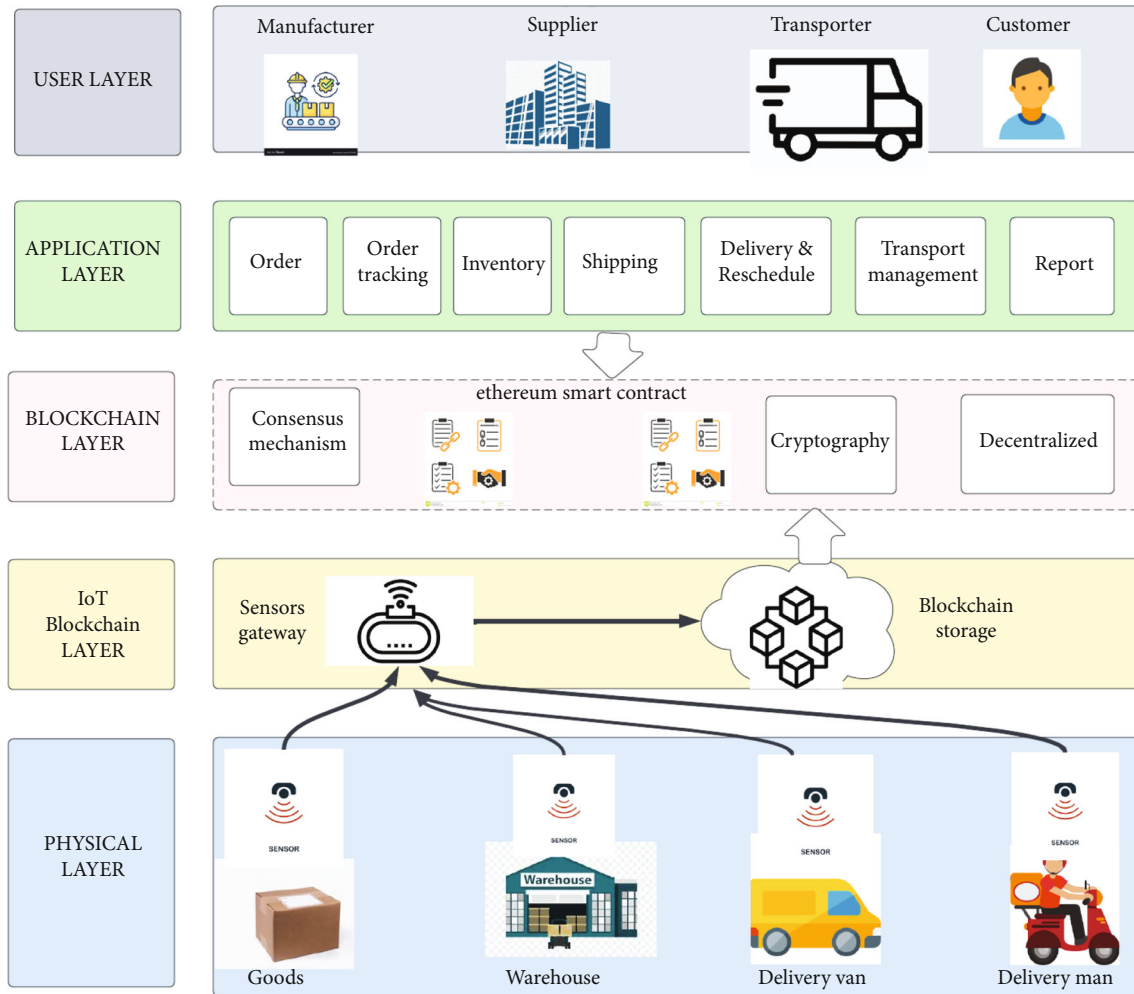 USER LAYER
Manufacturer
Supplier
Transporter
Customer
APPLICATION
LAYER
Order
Order
tracking
Inventory
Shipping
Delivery &
Reschedule
Transport
management
Report
BLOCKCHAIN
LAYER
ethereum smart contract
Consensus
mechanism
Cryptography
Decentralized
IoT
Blockchain
LAYER
Sensors
gateway
Blockchain
storage
PHYSICAL
LAYER
SENSOR
SENSOR
SENSOR
SENSOR
Warehouse
Goods
Warehouse
Delivery van
Delivery man